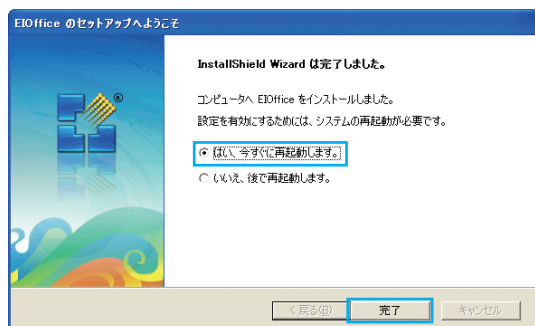 EIOffice のセットアップへようこそ
InstallShield Wizard は完了しました。
コンピュータへ EIOffice をインストールしました。
設定を有効にするためには、システムの再起動が必要です。
はい、今すぐに再起動します。
いいえ、後で再起動します。
< 戻る(B) 完了 キャンセル